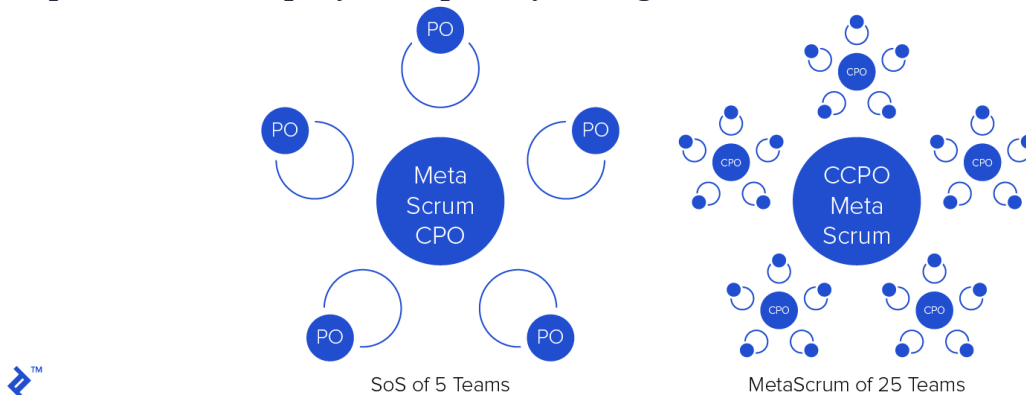 PO
PO
PO
Meta
Scrum
CPO
PO
PO
SoS of 5 Teams
CPO
CPO
CPO
CCPO
Meta
Scrum
CPO
CPO
MetaScrum of 25 Teams
TM